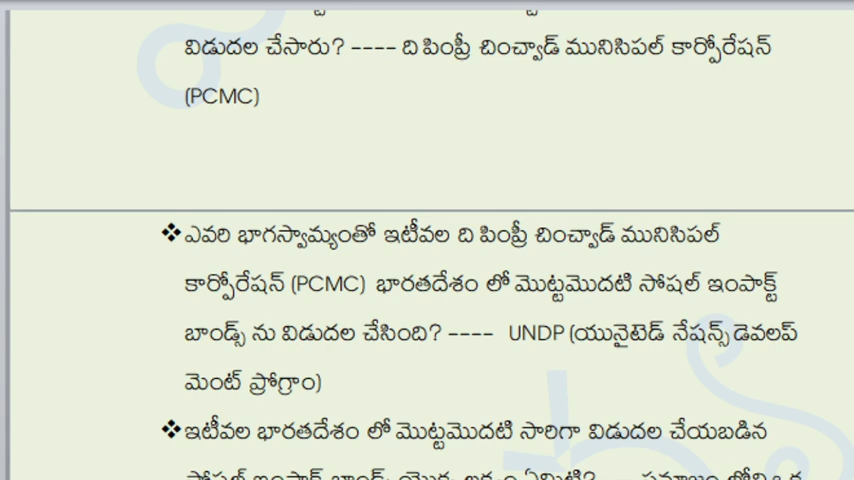 విడుదల చేసారు? ---- ది పింప్రీ చించ్వాడ్ మునిసిపల్ కార్పోరేషన్
(PCMC)
❖ఎవరి భాగస్వామ్యంతో ఇటీవల ది పింప్రీ చించ్వాడ్ మునిసిపల్
కార్పోరేషన్ (PCMC) భారతదేశం లో మొట్టమొదటి సోషల్ ఇంపాక్ట్
బాండ్స్ ను విడుదల చేసింది? ---- UNDP (యునైటెడ్ నేషన్స్ డెవలప్
మెంట్ ప్రోగ్రాం)
❖ఇటీవల భారతదేశం లో మొట్టమొదటి సారిగా విడుదల చేయబడిన